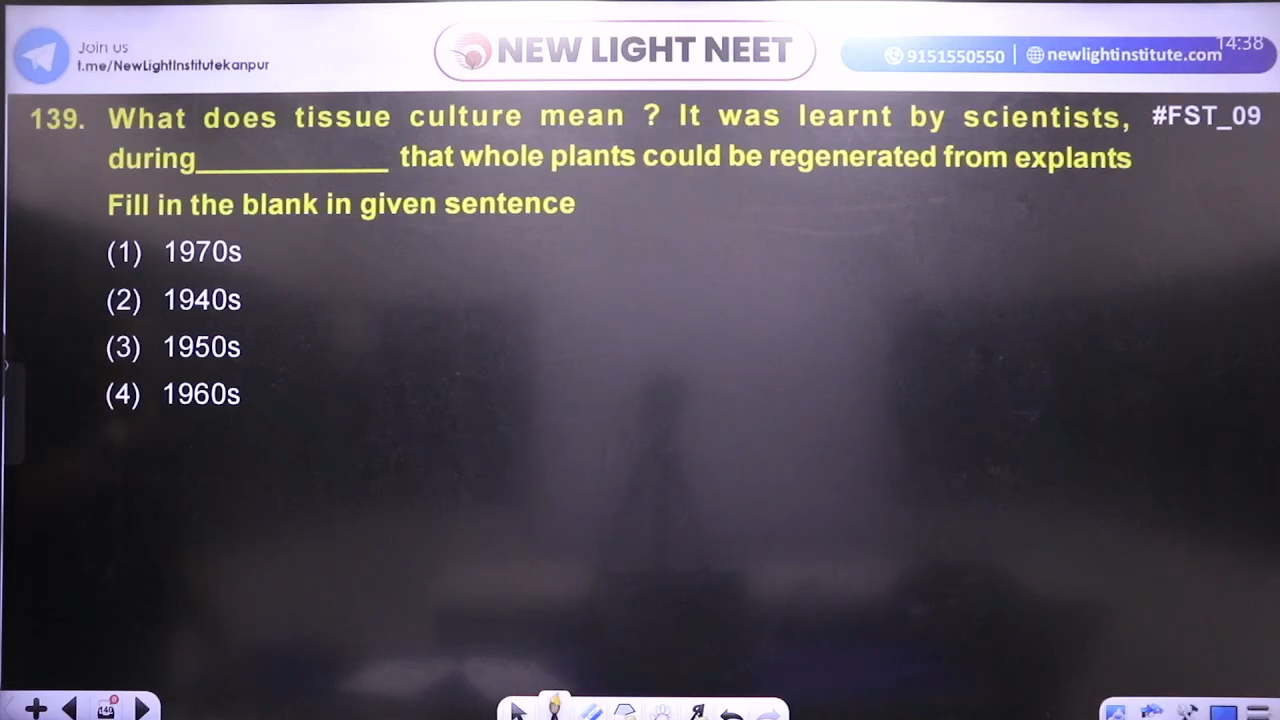 Join us
t.me/NewLightInstitutekanpur
NEW LIGHT NEET
9151550550 | newlightinstitute.com
14:38
139. What does tissue culture mean ? It was learnt by scientists, #FST_09
during____________ that whole plants could be regenerated from explants
Fill in the blank in given sentence
(1) 1970s
(2) 1940s
(3) 1950s
(4) 1960s